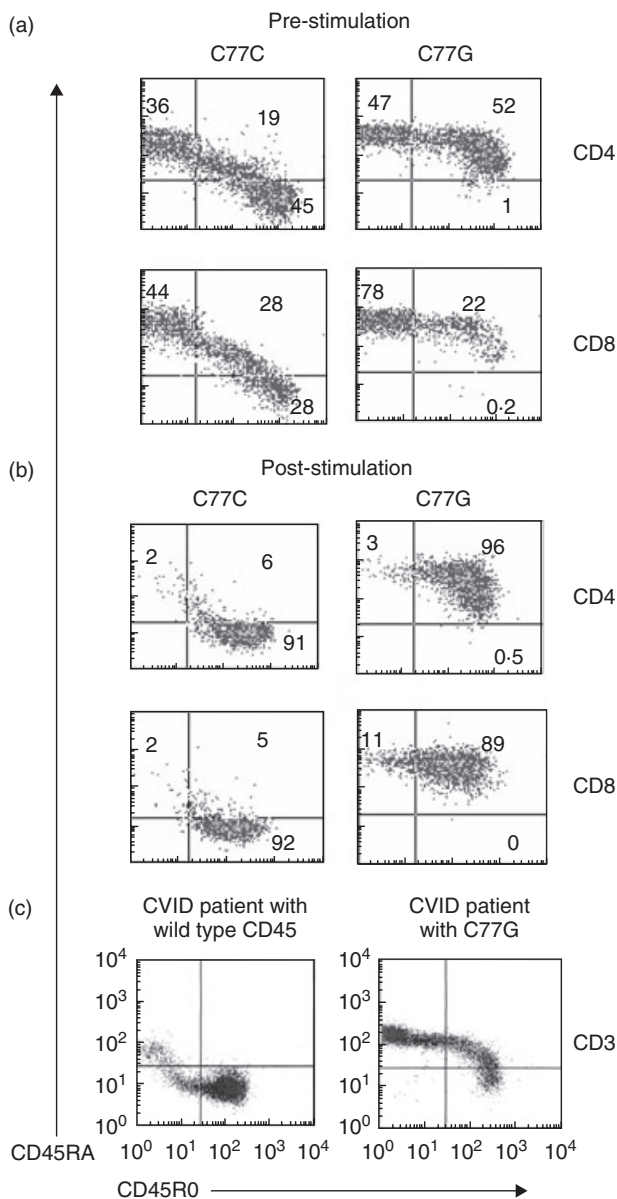 (a)
Pre-stimulation
C77C C77G
36 19 47 52
CD4
45 1
44 28 78 22
CD8
28 0·2
(b)
Post-stimulation
C77C C77G
2 6 3 96
CD4
91 0·5
2 5 11 89
CD8
92 0
(c)
CVID patient with CVID patient
wild type CD45 with C77G
10⁴ 10⁴
10³ 10³
CD3
10² 10²
10¹ 10¹
10⁰ 10⁰
CD45RA 10⁰ 10¹ 10² 10³ 10⁴ 10⁰ 10¹ 10² 10³ 10⁴
CD45R0